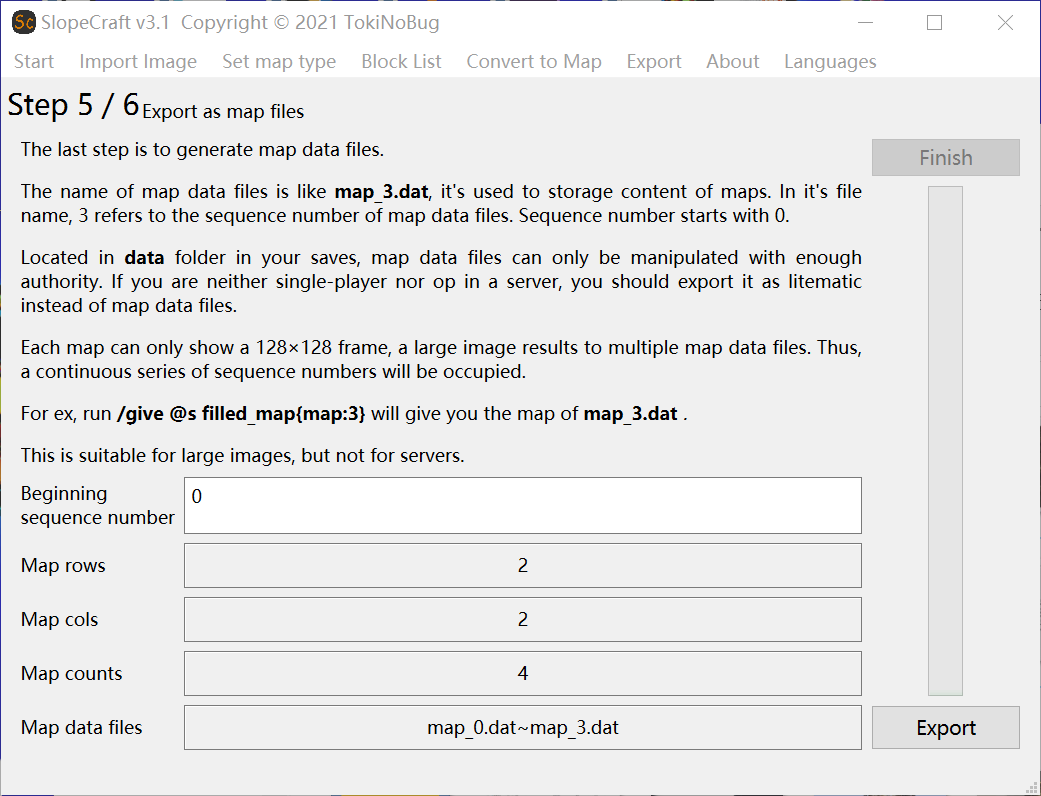 Sc SlopeCraft v3.1 Copyright © 2021 TokiNoBug
Start Import Image Set map type Block List Convert to Map Export About Languages
Step 5 / 6 Export as map files
The last step is to generate map data files.
Finish
The name of map data files is like map_3.dat, it's used to storage content of maps. In it's file
name, 3 refers to the sequence number of map data files. Sequence number starts with 0.
Located in data folder in your saves, map data files can only be manipulated with enough
authority. If you are neither single-player nor op in a server, you should export it as litematic
instead of map data files.
Each map can only show a 128×128 frame, a large image results to multiple map data files. Thus,
a continuous series of sequence numbers will be occupied.
For ex, run /give @s filled_map{map:3} will give you the map of map_3.dat .
This is suitable for large images, but not for servers.
Beginning
sequence number
0
Map rows
2
Map cols
2
Map counts
4
Map data files
map_0.dat~map_3.dat
Export